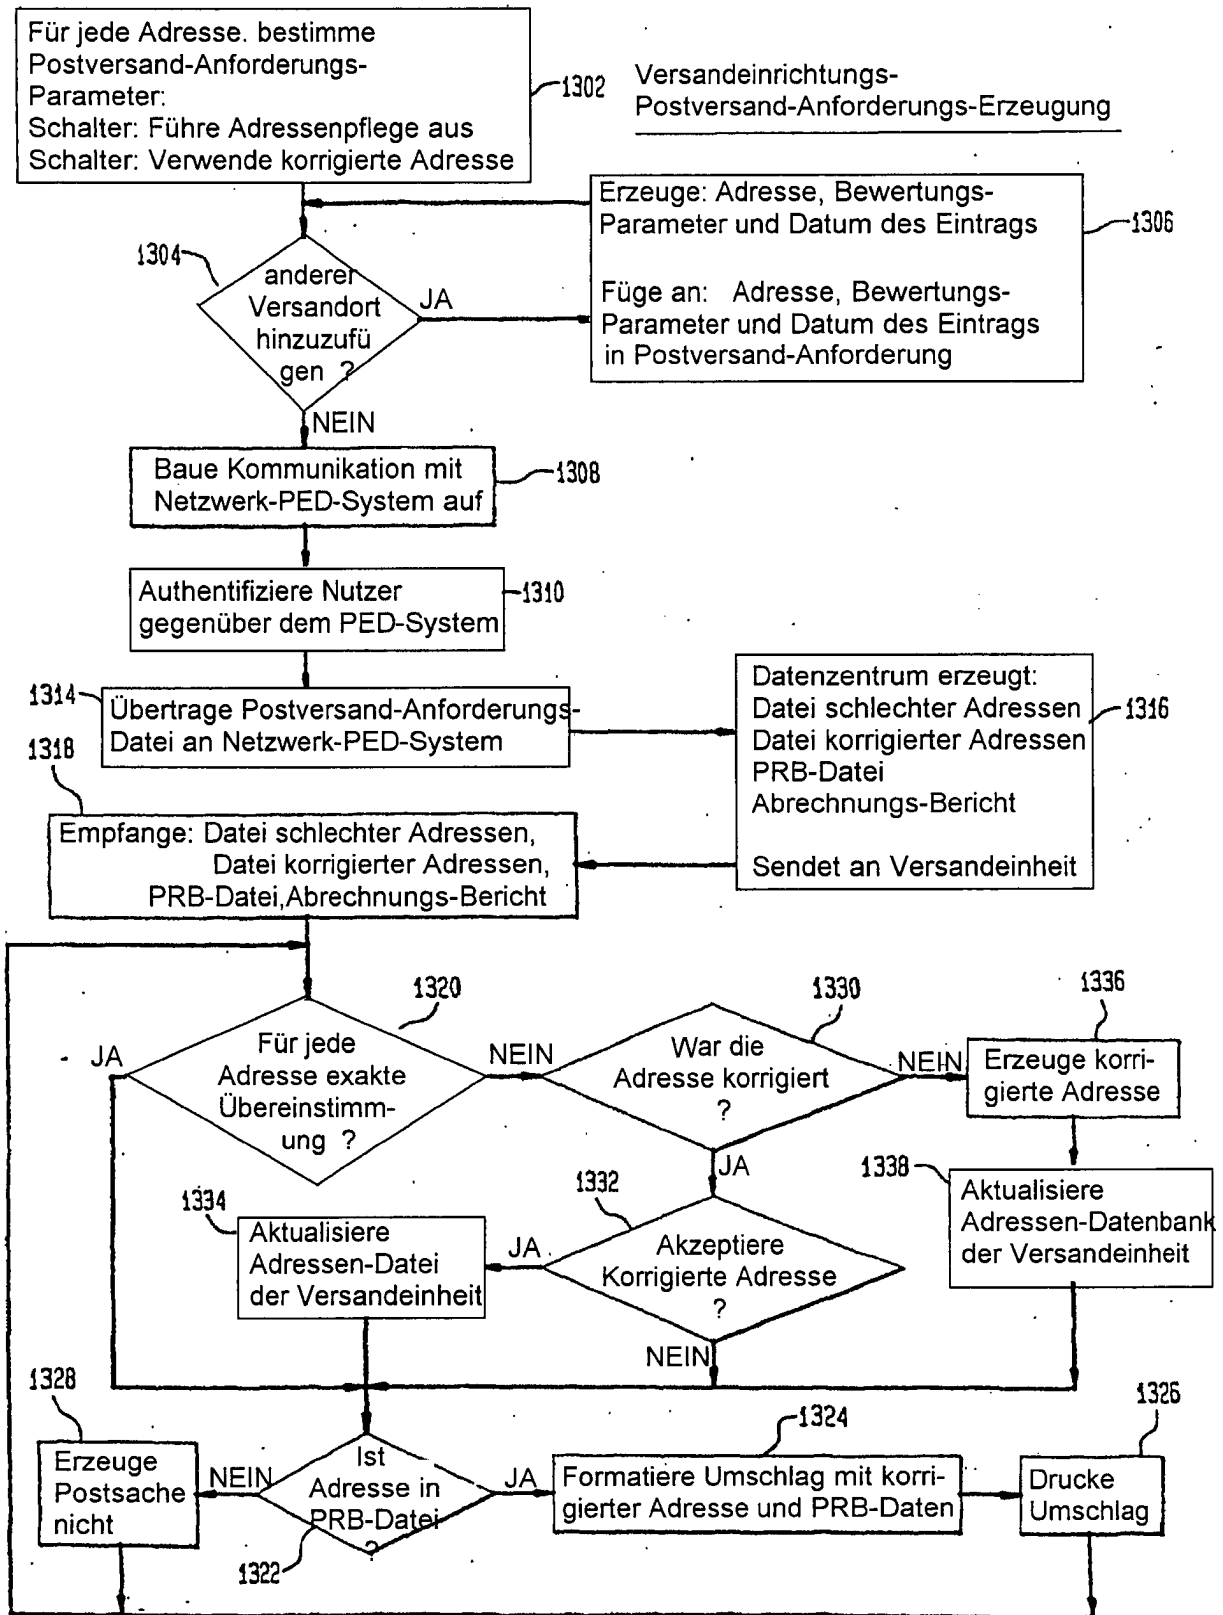 Für jede Adresse. bestimme
Postversand-Anforderungs-
Parameter:
Schalter: Führe Adressenpflege aus
Schalter: Verwende korrigierte Adresse
1302
Versandeinrichtungs-
Postversand-Anforderungs-Erzeugung
Erzeuge: Adresse, Bewertungs-
Parameter und Datum des Eintrags
Füge an: Adresse, Bewertungs-
Parameter und Datum des Eintrags
in Postversand-Anforderung
1306
1304
anderer
Versandort
hinzuzufü
gen ?
JA
NEIN
Baue Kommunikation mit
Netzwerk-PED-System auf
1308
Authentifiziere Nutzer
gegenüber dem PED-System
1310
1314
Übertrage Postversand-Anforderungs-
Datei an Netzwerk-PED-System
Datenzentrum erzeugt:
Datei schlechter Adressen
Datei korrigierter Adressen
PRB-Datei
Abrechnungs-Bericht
Sendet an Versandeinheit
1316
1318
Empfange: Datei schlechter Adressen,
Datei korrigierter Adressen,
PRB-Datei,Abrechnungs-Bericht
1320
JA
Für jede
Adresse exakte
Übereinstimm-
ung ?
NEIN
1330
War die
Adresse korrigiert
?
NEIN
JA
1336
Erzeuge korri-
gierte Adresse
1338
Aktualisiere
Adressen-Datenbank
der Versandeinheit
1332
Akzeptiere
Korrigierte Adresse
?
JA
NEIN
1334
Aktualisiere
Adressen-Datei
der Versandeinheit
1328
Erzeuge
Postsache
nicht
NEIN
Ist
Adresse in
PRB-Datei
?
1322
JA
1324
Formatiere Umschlag mit korri-
gierter Adresse und PRB-Daten
1326
Drucke
Umschlag